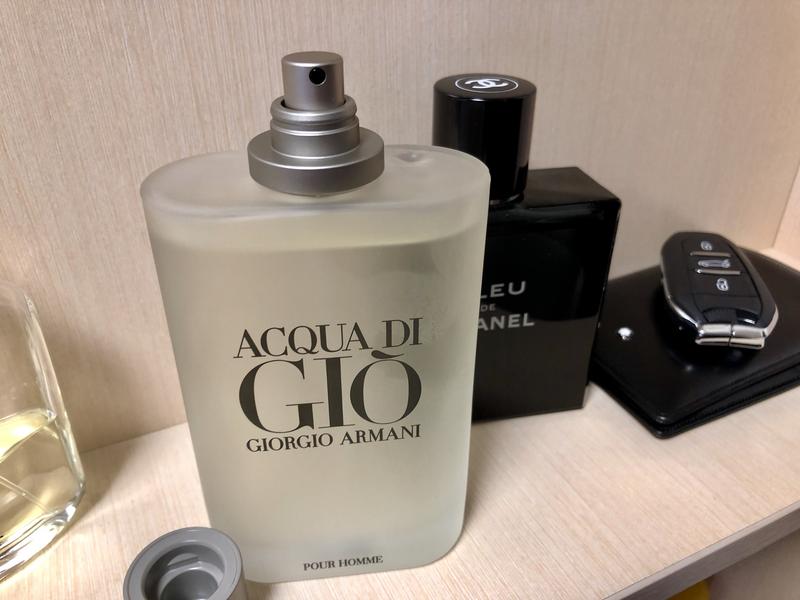 ACQUA DI
GIÒ
GIORGIO ARMANI
POUR HOMME
LEU
DE
ANEL